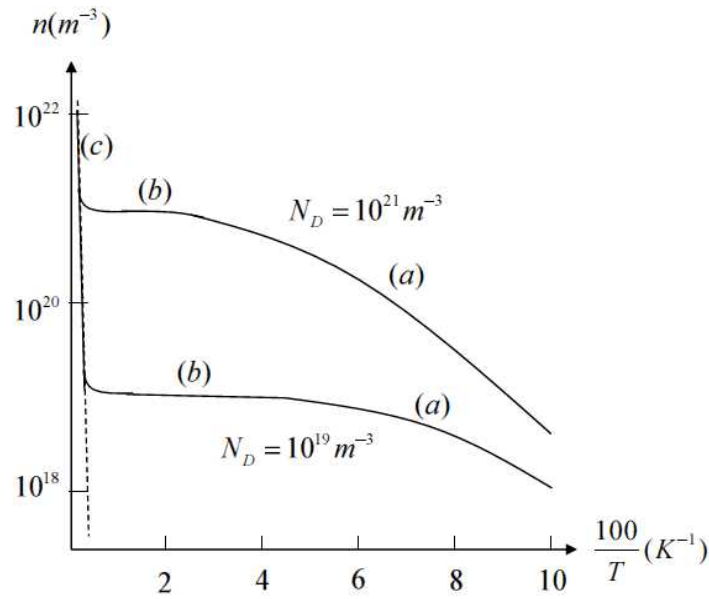 n(m⁻³)
10²²
(c)
(b)
N_D = 10²¹ m⁻³
(a)
10²⁰
(b)
(a)
N_D = 10¹⁹ m⁻³
10¹⁸
100/T (K⁻¹)
2 4 6 8 10